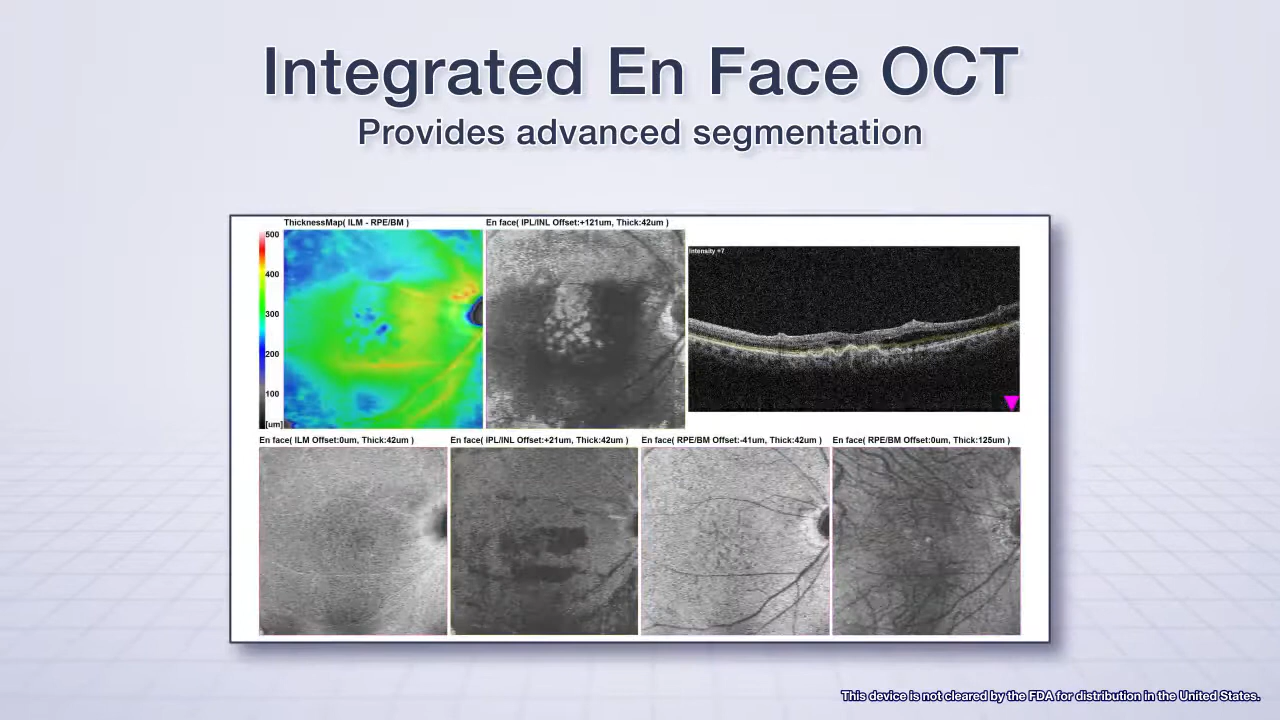 Integrated En Face OCT
Provides advanced segmentation
ThicknessMap( ILM - RPE/BM )
En face( IPL/INL Offset:+121um, Thick:42um )
500
400
300
200
100
[um]
Intensity +7
En face( ILM Offset:0um, Thick:42um )
En face( IPL/INL Offset:+21um, Thick:42um )
En face( RPE/BM Offset:-41um, Thick:42um )
En face( RPE/BM Offset:0um, Thick:125um )
This device is not cleared by the FDA for distribution in the United States.